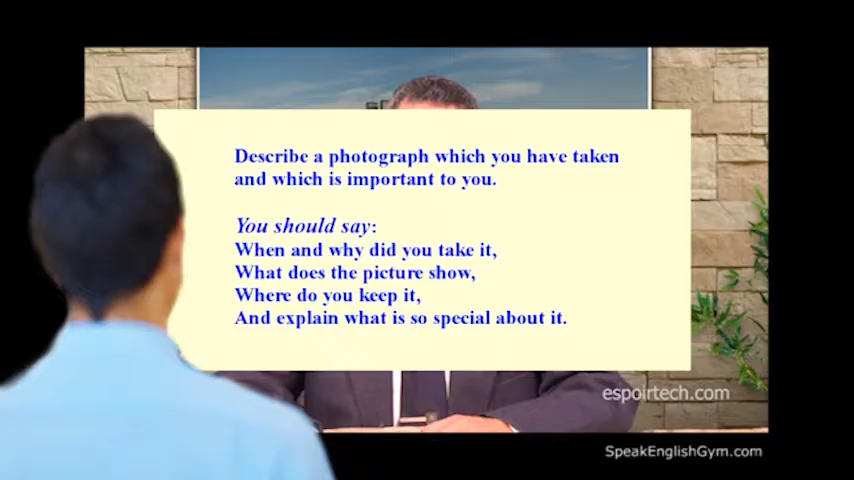 Describe a photograph which you have taken
and which is important to you.
You should say:
When and why did you take it,
What does the picture show,
Where do you keep it,
And explain what is so special about it.
espoirtech.com
SpeakEnglishGym.com